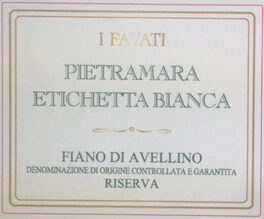 I FAVATI
PIETRAMARA
ETICHETTA BIANCA
FIANO DI AVELLINO
DENOMINAZIONE DI ORIGINE CONTROLLATA E GARANTITA
RISERVA